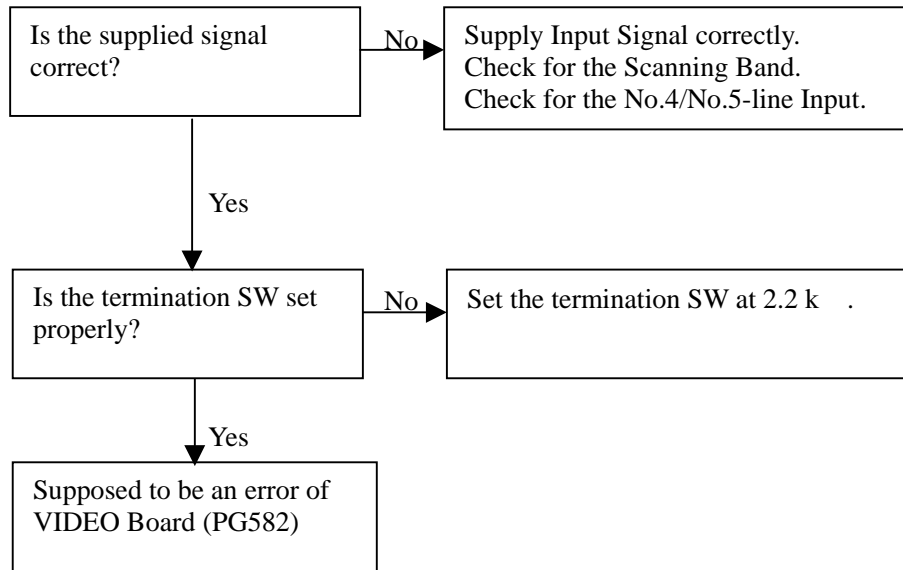 Is the supplied signal
correct?
No
Supply Input Signal correctly.
Check for the Scanning Band.
Check for the No.4/No.5-line Input.
Yes
Is the termination SW set
properly?
No
Set the termination SW at 2.2 k .
Yes
Supposed to be an error of
VIDEO Board (PG582)